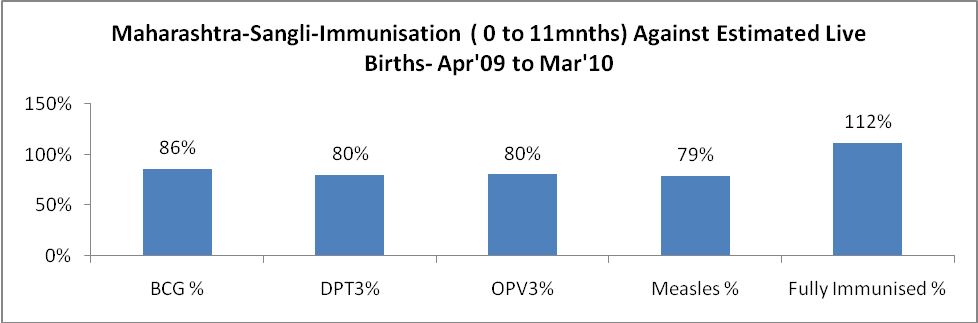 Maharashtra-Sangli-Immunisation ( 0 to 11mnths) Against Estimated Live
Births- Apr'09 to Mar'10
150%
100%
50%
0%
86%
80%
80%
79%
112%
BCG %
DPT3%
OPV3%
Measles %
Fully Immunised %